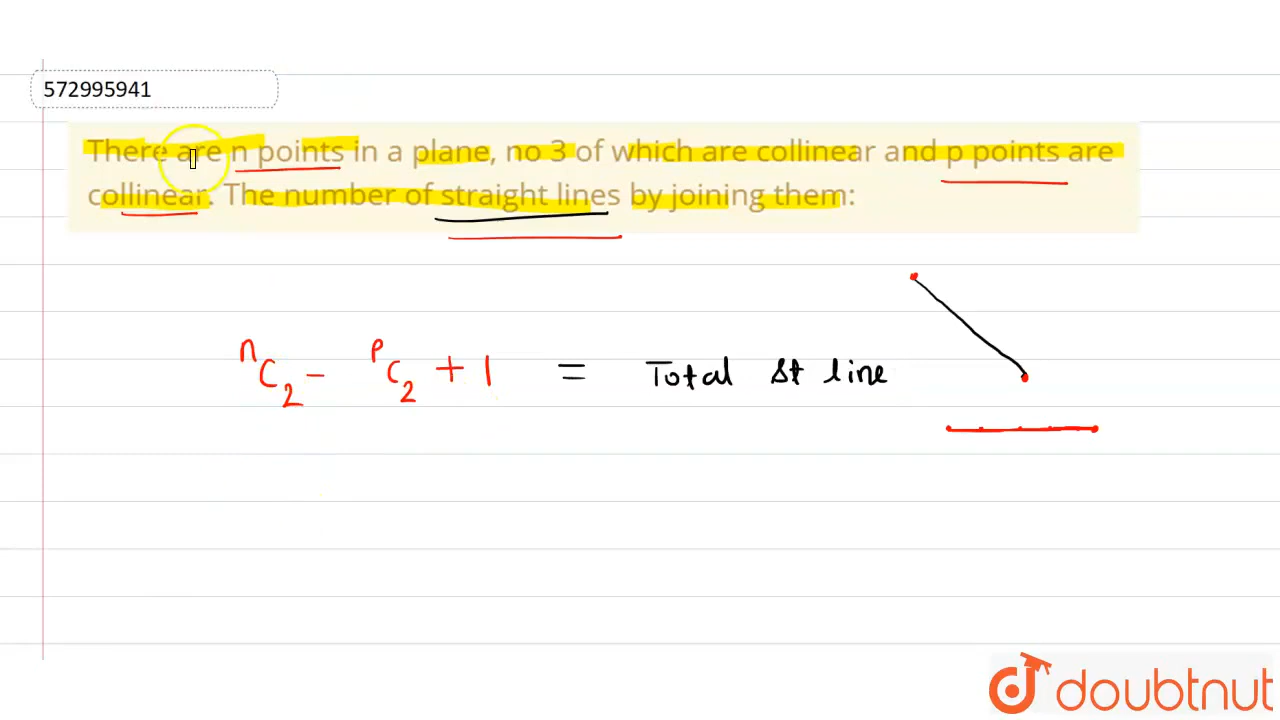 572995941
There are n points in a plane, no 3 of which are collinear and p points are
collinear. The number of straight lines by joining them:
ⁿC₂ - ᵖC₂ + 1 = Total St line
doubtnut